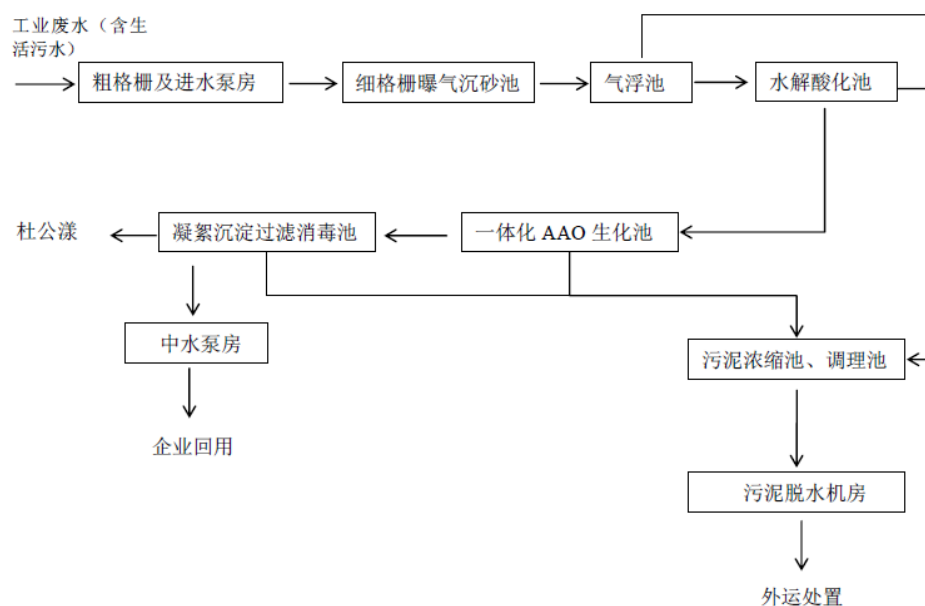 工业废水（含生
活污水）
粗格栅及进水泵房
细格栅曝气沉砂池
气浮池
水解酸化池
杜公漾
凝絮沉淀过滤消毒池
一体化 AAO 生化池
中水泵房
污泥浓缩池、调理池
企业回用
污泥脱水机房
外运处置